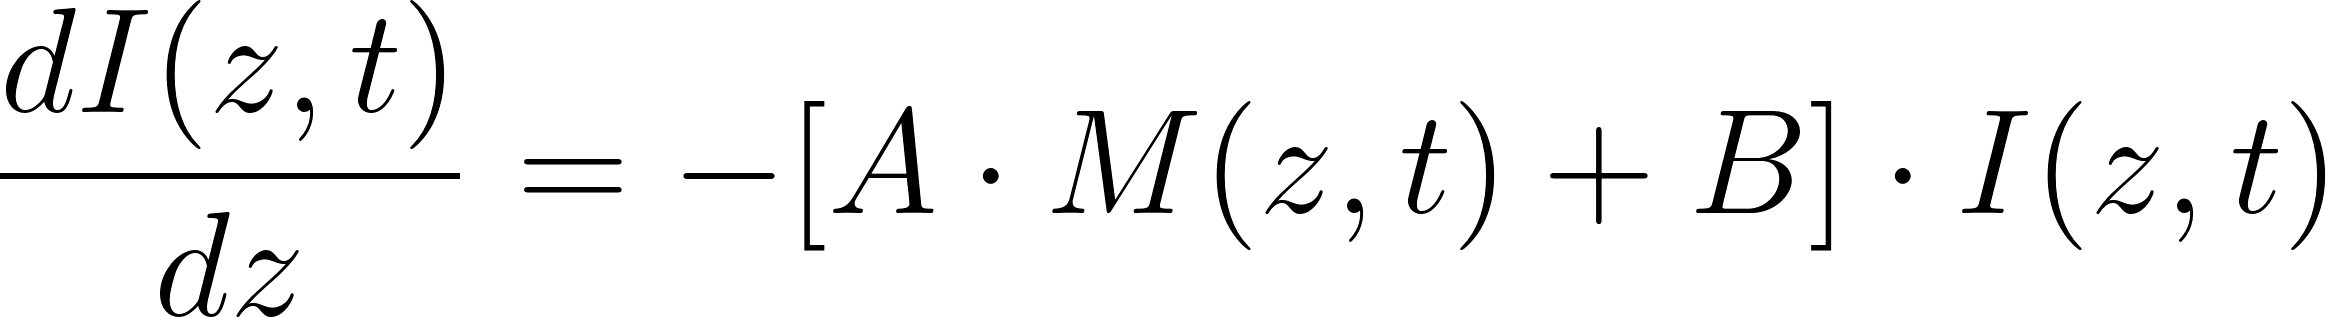 dI(z, t)/dz = −[A · M(z, t) + B] · I(z, t)